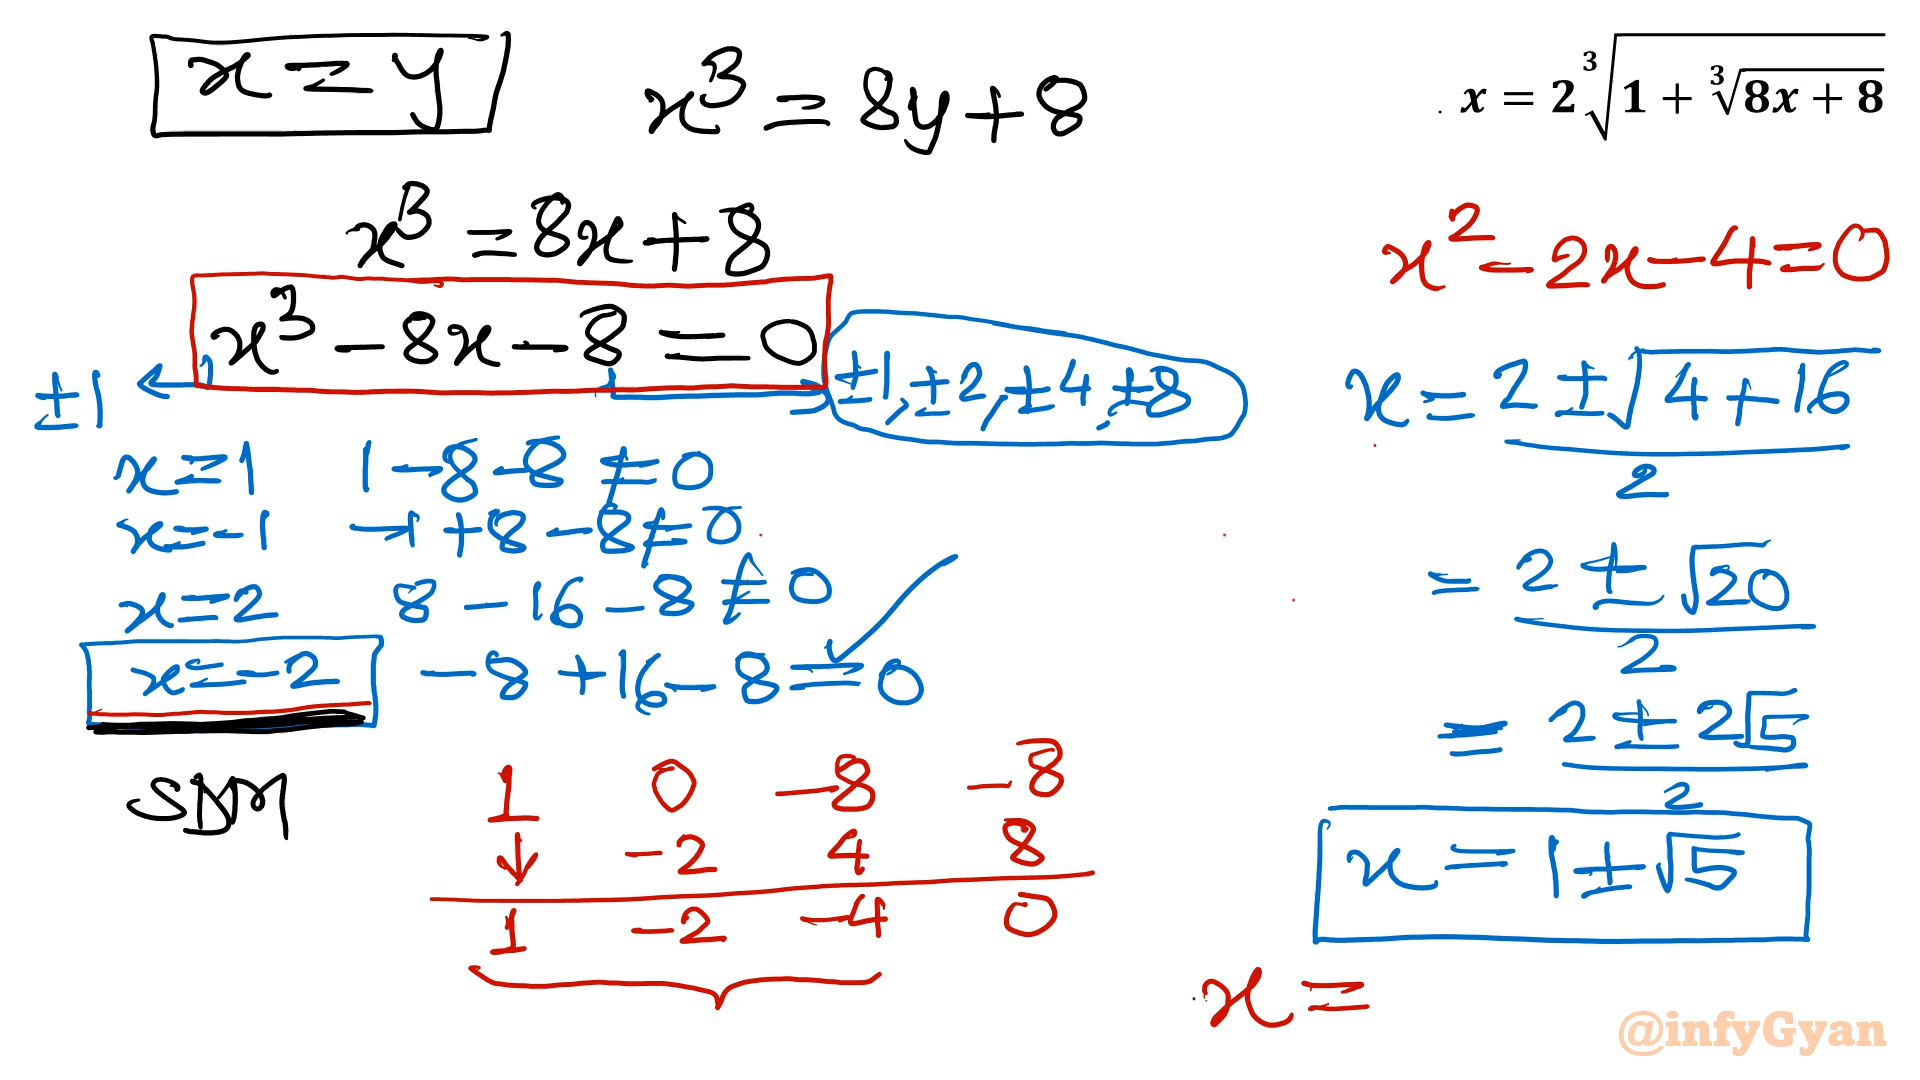 x = y
x³ = 8y + 8
x = 2∛(1 + ∛(8x + 8))
x³ = 8x + 8
x³ − 8x − 8 = 0
±1
±1, ±2, ±4, ±8
x = 1 1 − 8 − 8 ≠ 0
x = −1 −1 + 8 − 8 ≠ 0
x = 2 8 − 16 − 8 ≠ 0
x = −2 −8 + 16 − 8 = 0
SDM
1 0 −8 −8
↓ −2 4 8
1 −2 −4 0
x² − 2x − 4 = 0
x = (2 ± √(4 + 16))/2
= (2 ± √20)/2
= (2 ± 2√5)/2
x = 1 ± √5
x =
@infyGyan